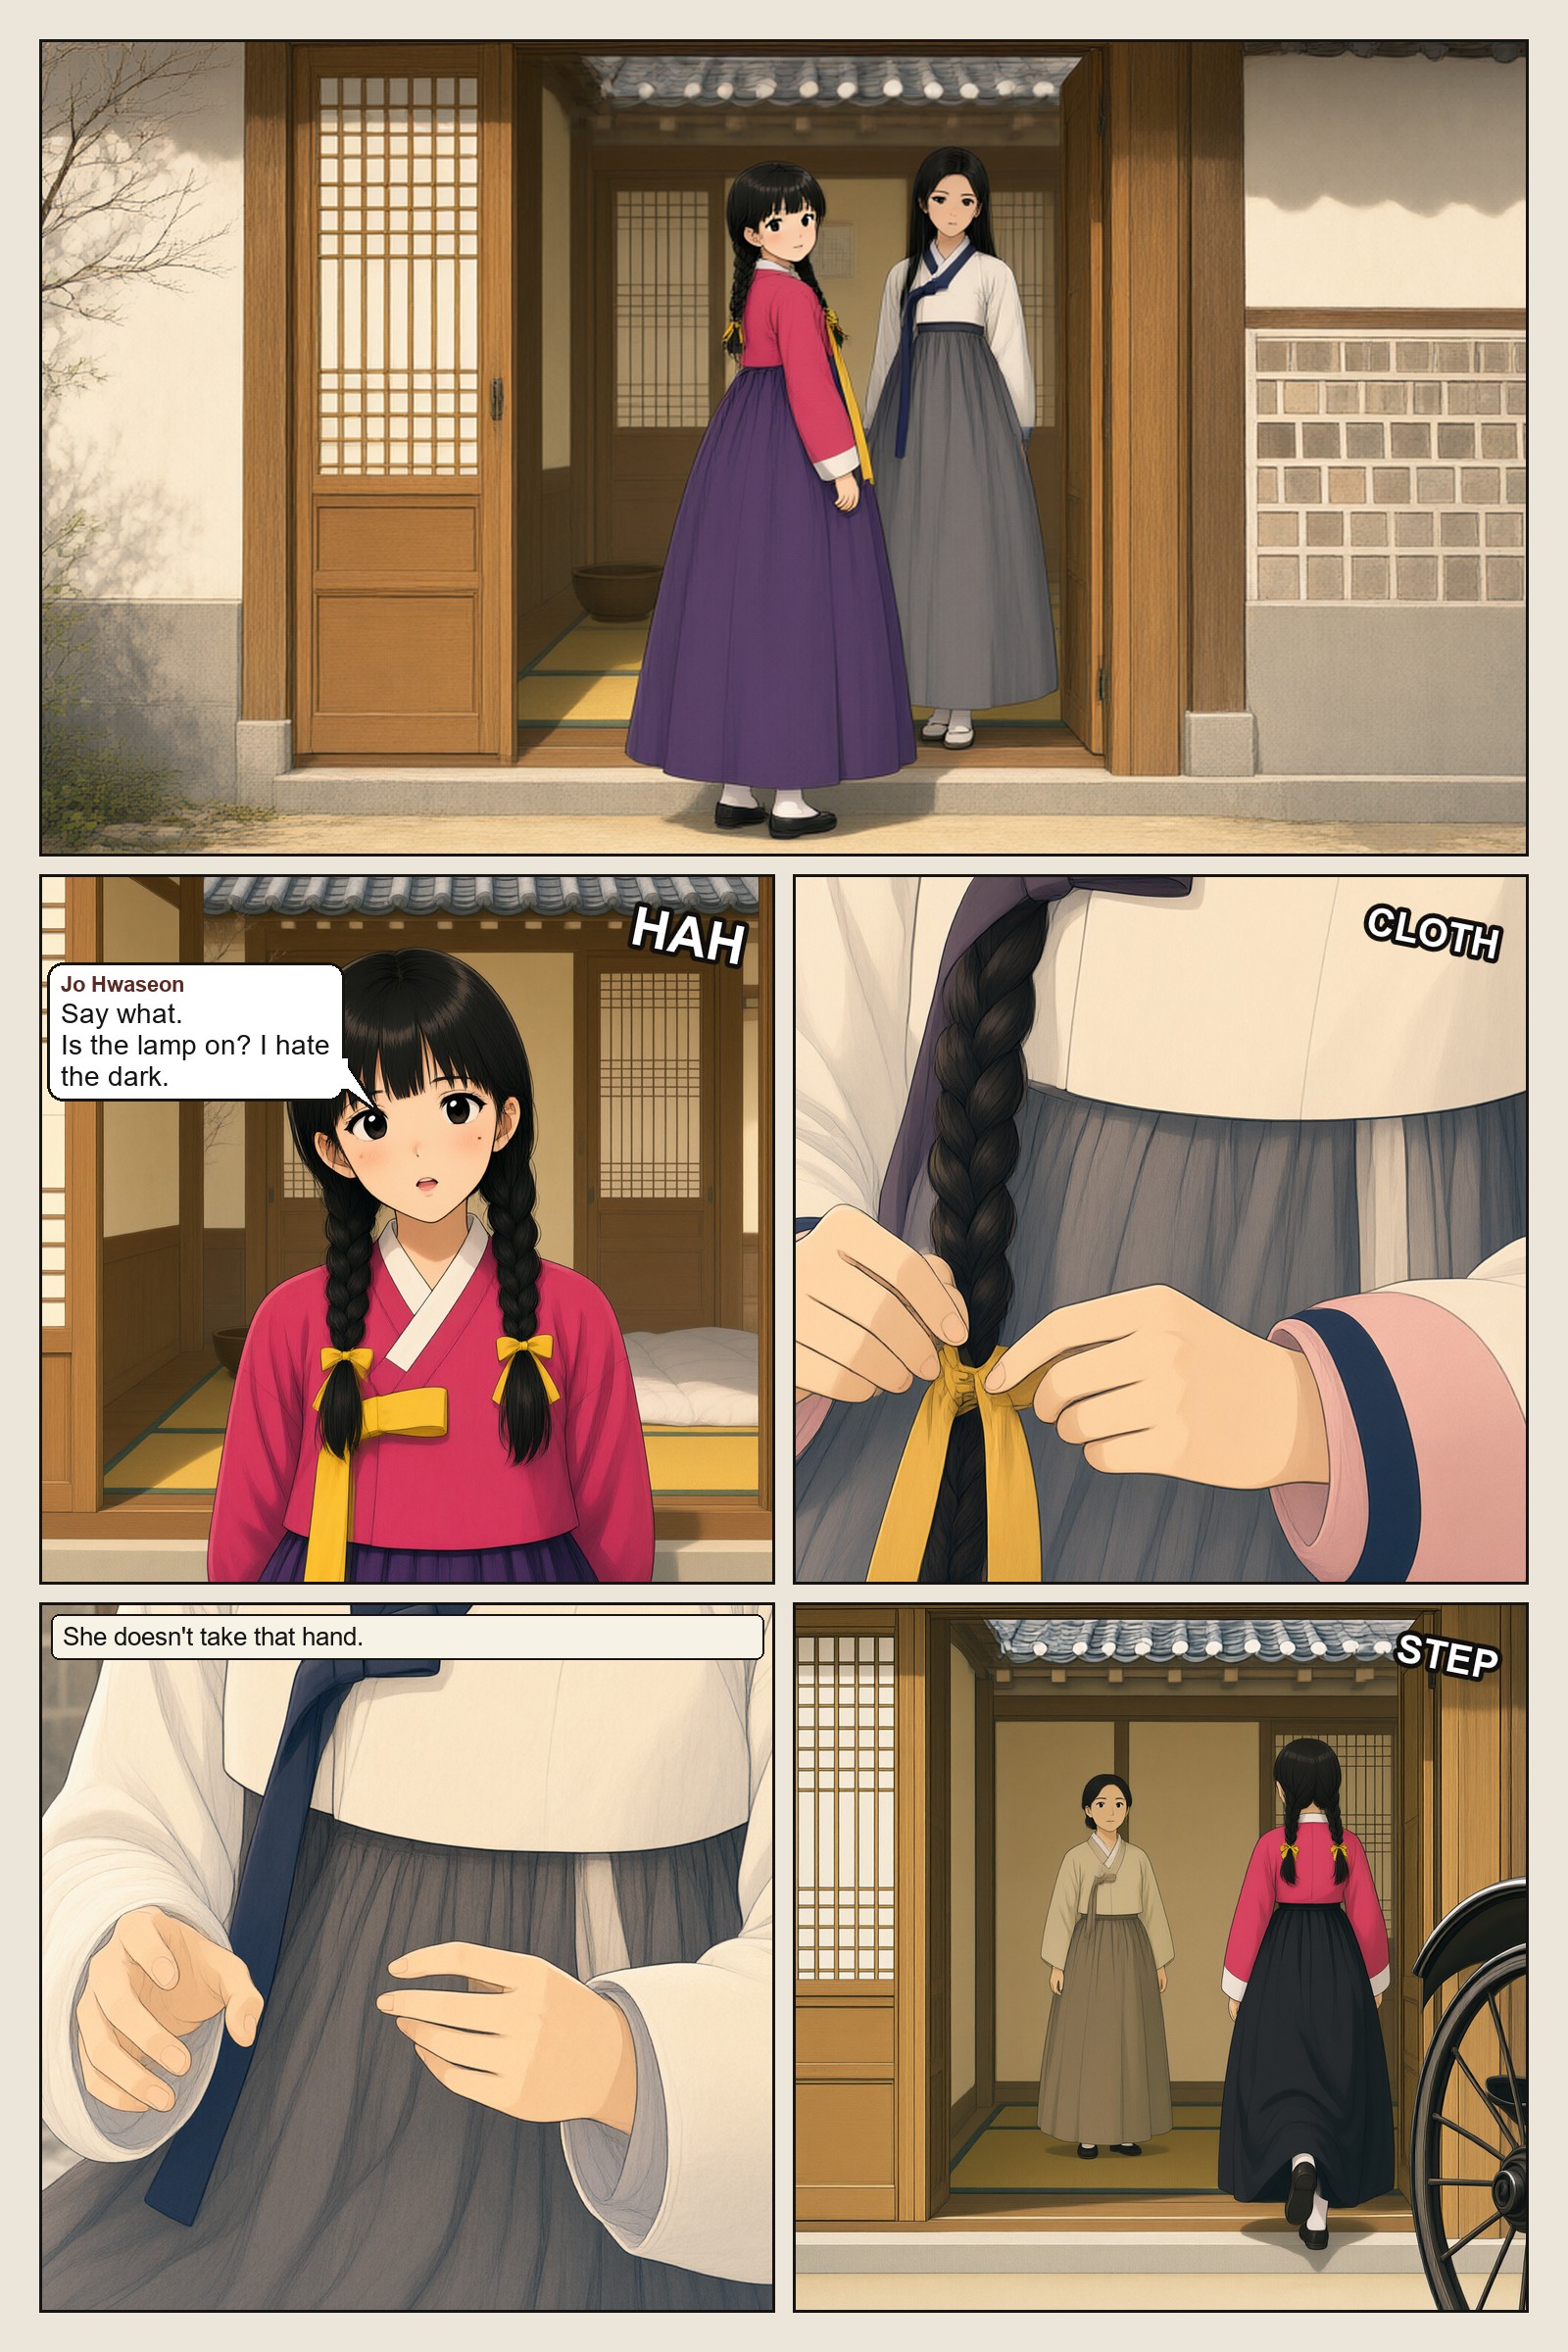 HAH
Jo Hwaseon
Say what.
Is the lamp on? I hate
the dark.
CLOTH
She doesn't take that hand.
STEP